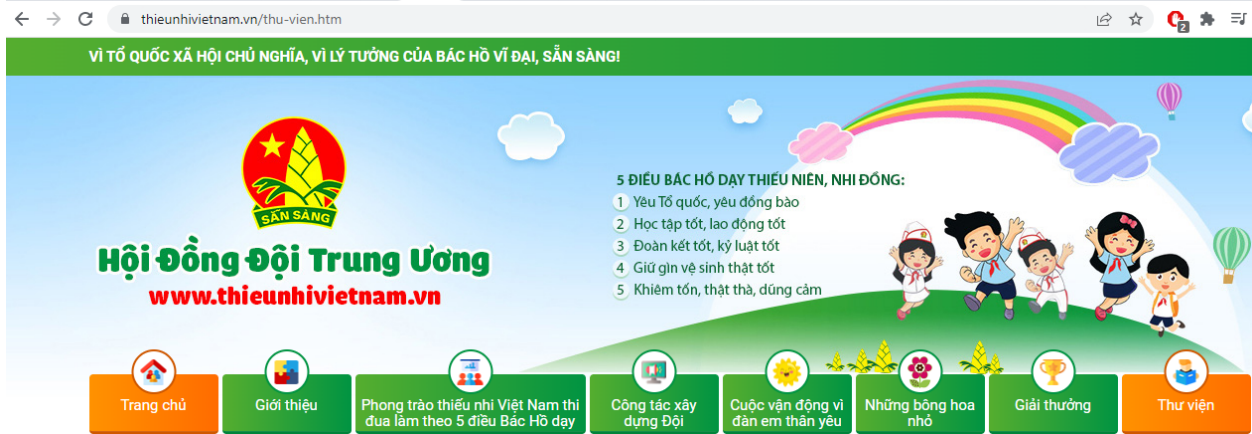 thieunhivietnam.vn/thu-vien.htm
2
VÌ TỔ QUỐC XÃ HỘI CHỦ NGHĨA, VÌ LÝ TƯỞNG CỦA BÁC HỒ VĨ ĐẠI, SẴN SÀNG!
SẴN SÀNG
Hội Đồng Đội Trung Ương
www.thieunhivietnam.vn
5 ĐIỀU BÁC HỒ DẠY THIẾU NIÊN, NHI ĐỒNG:
1 Yêu Tổ quốc, yêu đồng bào
2 Học tập tốt, lao động tốt
3 Đoàn kết tốt, kỷ luật tốt
4 Giữ gìn vệ sinh thật tốt
5 Khiêm tốn, thật thà, dũng cảm
Trang chủ
Giới thiệu
Phong trào thiếu nhi Việt Nam thi
đua làm theo 5 điều Bác Hồ dạy
Công tác xây
dựng Đội
Cuộc vận động vì
đàn em thân yêu
Những bông hoa
nhỏ
Giải thưởng
Thư viện